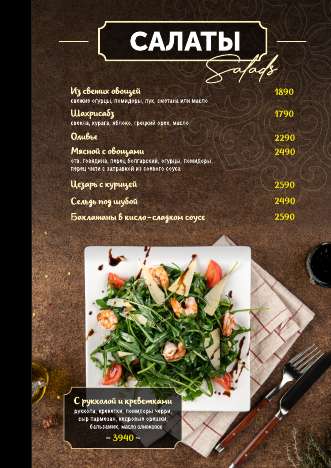 САЛАТЫ
Salads
Из свежих овощей 1890
свежие огурцы, помидоры, лук, сметана или масло
Шахрисабз 1790
свекла, курага, яблоко, грецкий орех, масло
Оливье 2290
Мясной с овощами 2490
говядина, перец болгарский, огурцы, помидоры,
перец чили с заправкой из соевого соуса
Цезарь с курицей 2590
Сельдь под шубой 2490
Баклажаны в кисло-сладком соусе 2590
С рукколой и креветками
руккола, креветки, помидоры черри,
сыр пармезан, кедровые орешки,
бальзамик, масло оливковое
~ 3940 ~